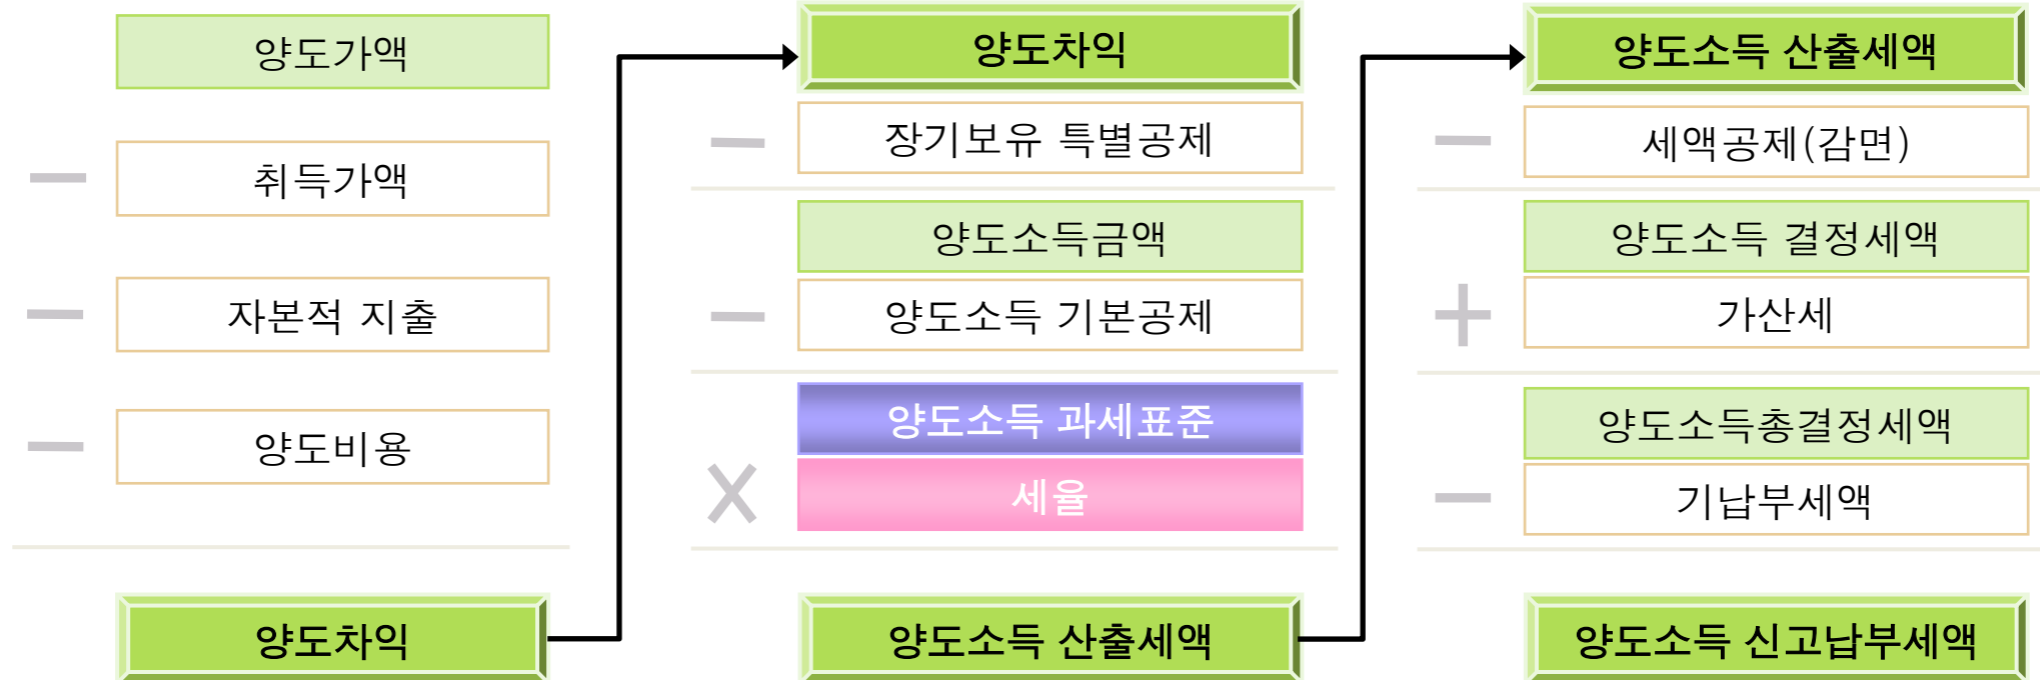 양도가액
－
취득가액
－
자본적 지출
－
양도비용
양도차익
양도차익
－
장기보유 특별공제
양도소득금액
－
양도소득 기본공제
양도소득 과세표준
X
세율
양도소득 산출세액
양도소득 산출세액
－
세액공제(감면)
양도소득 결정세액
+
가산세
양도소득총결정세액
－
기납부세액
양도소득 신고납부세액